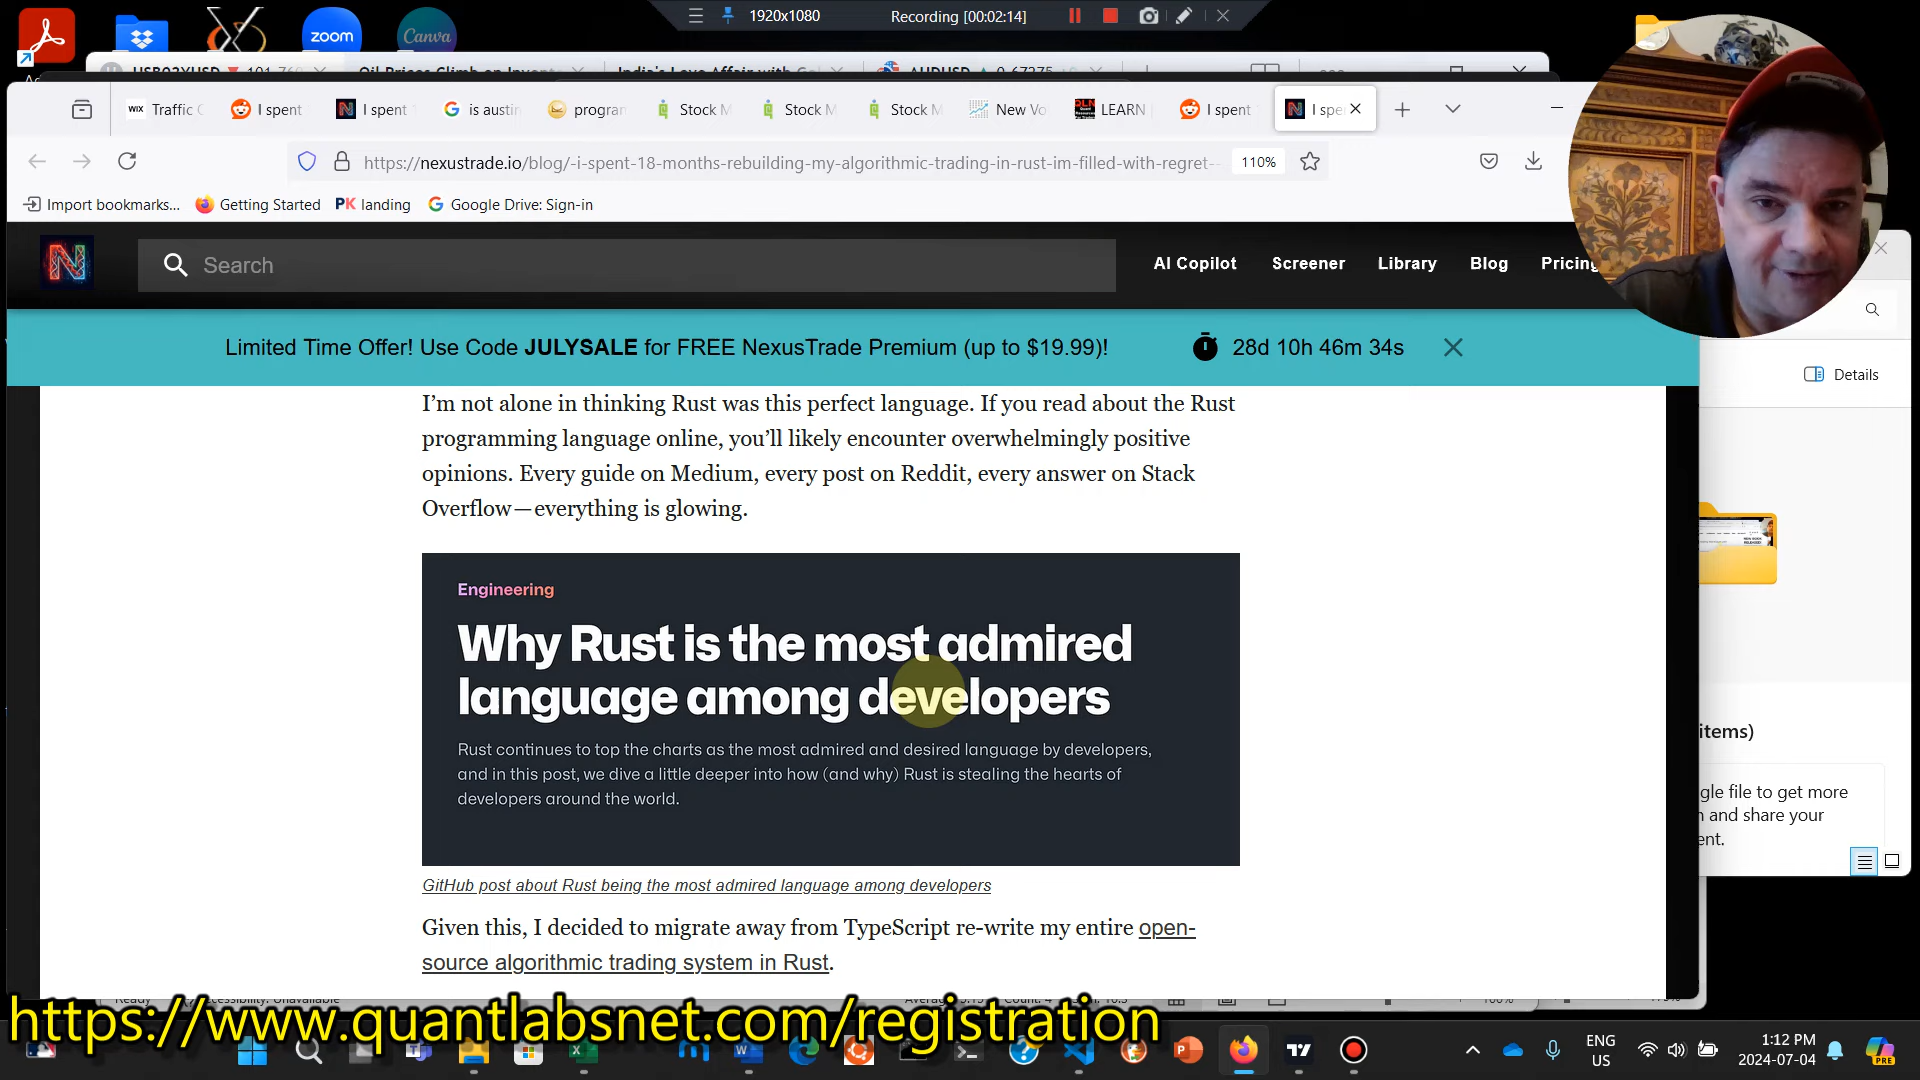 1920x1080
Recording [00:02:14]
zoom
Canva
WIX Traffic
I spent
I spent
is austin
progran
Stock M
Stock M
Stock M
New Vo
QLN LEARN
I spent
I spe
https://nexustrade.io/blog/-i-spent-18-months-rebuilding-my-algorithmic-trading-in-rust-im-filled-with-regret--
110%
Import bookmarks...
Getting Started
PK landing
Google Drive: Sign-in
Search
AI Copilot
Screener
Library
Blog
Pricing
Limited Time Offer! Use Code JULYSALE for FREE NexusTrade Premium (up to $19.99)!
28d 10h 46m 34s
Details
I'm not alone in thinking Rust was this perfect language. If you read about the Rust
programming language online, you'll likely encounter overwhelmingly positive
opinions. Every guide on Medium, every post on Reddit, every answer on Stack
Overflow — everything is glowing.
Engineering
Why Rust is the most admired
language among developers
Rust continues to top the charts as the most admired and desired language by developers,
and in this post, we dive a little deeper into how (and why) Rust is stealing the hearts of
developers around the world.
GitHub post about Rust being the most admired language among developers
Given this, I decided to migrate away from TypeScript re-write my entire open-
source algorithmic trading system in Rust.
items)
gle file to get more
n and share your
ent.
https://www.quantlabsnet.com/registration
ENG
US
1:12 PM
2024-07-04
PRE